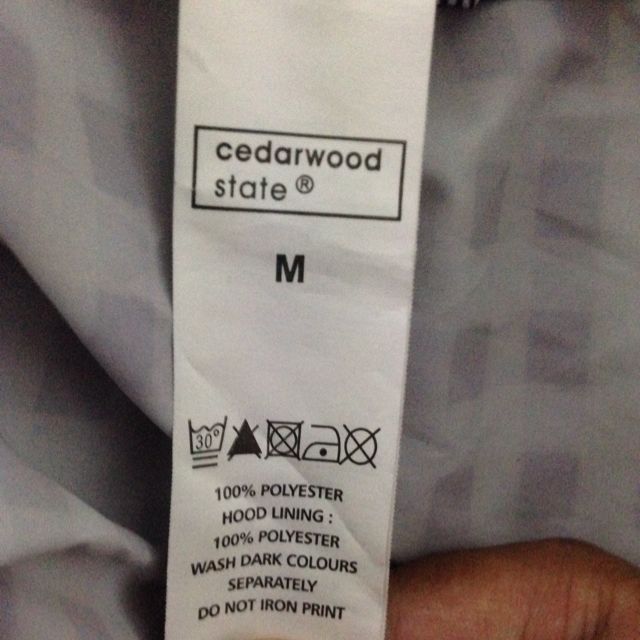 cedarwood
state®
M
30°
100% POLYESTER
HOOD LINING :
100% POLYESTER
WASH DARK COLOURS
SEPARATELY
DO NOT IRON PRINT